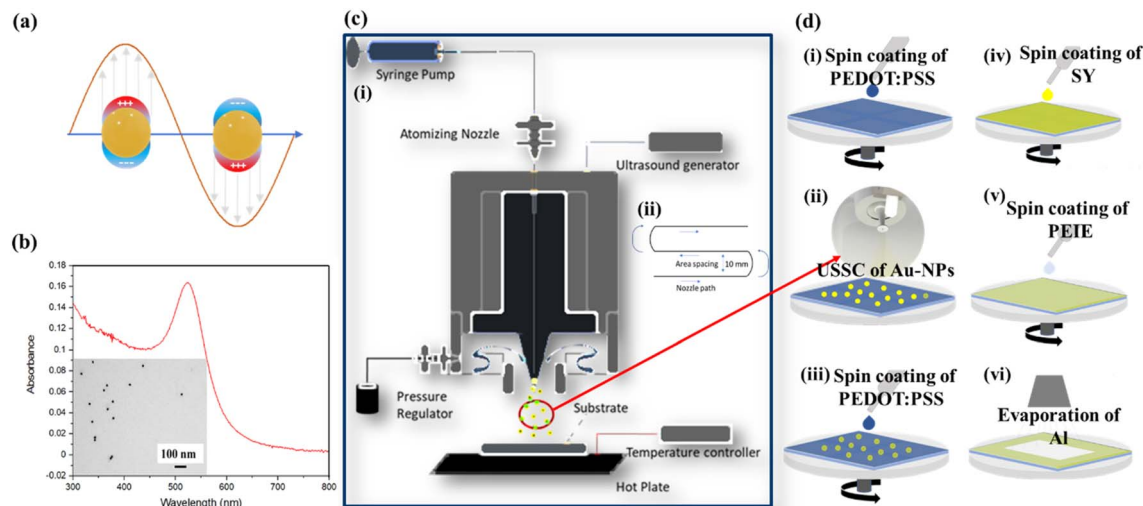 (a)
+++
---
---
+++
(b)
0.18
0.16
0.14
0.12
0.1
0.08
0.06
0.04
0.02
0
-0.02
Absorbance
100 nm
300
400
500
600
700
800
Wavelength (nm)
(c)
Syringe Pump
(i)
Atomizing Nozzle
Ultrasound generator
(ii)
Area spacing
10 mm
Nozzle path
Pressure
Regulator
Substrate
Temperature controller
Hot Plate
(d)
(i) Spin coating of
PEDOT:PSS
(ii)
USSC of Au-NPs
(iii) Spin coating of
PEDOT:PSS
(iv) Spin coating of
SY
(v)
Spin coating of
PEIE
(vi)
Evaporation of
Al